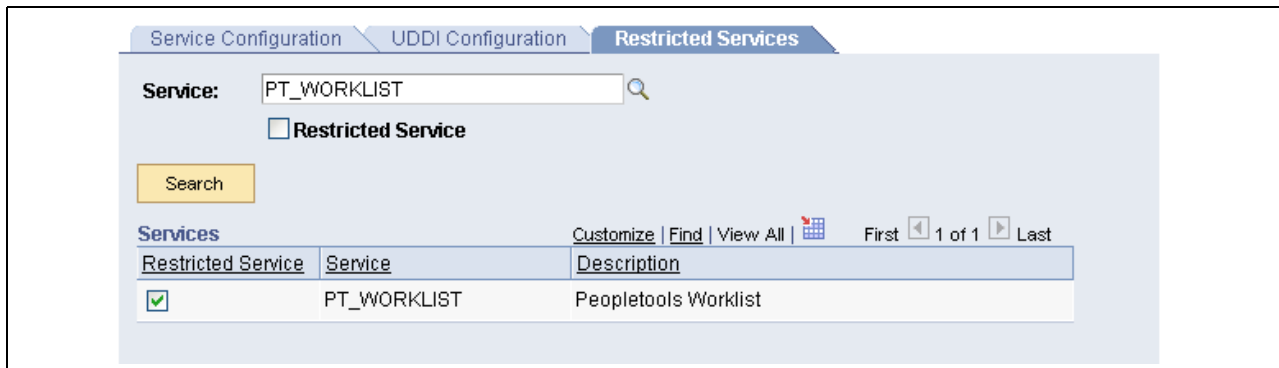 Service Configuration UDDI Configuration Restricted Services
Service: PT_WORKLIST
Restricted Service
Search
Services Customize | Find | View All | First 1 of 1 Last
Restricted Service Service Description
PT_WORKLIST Peopletools Worklist